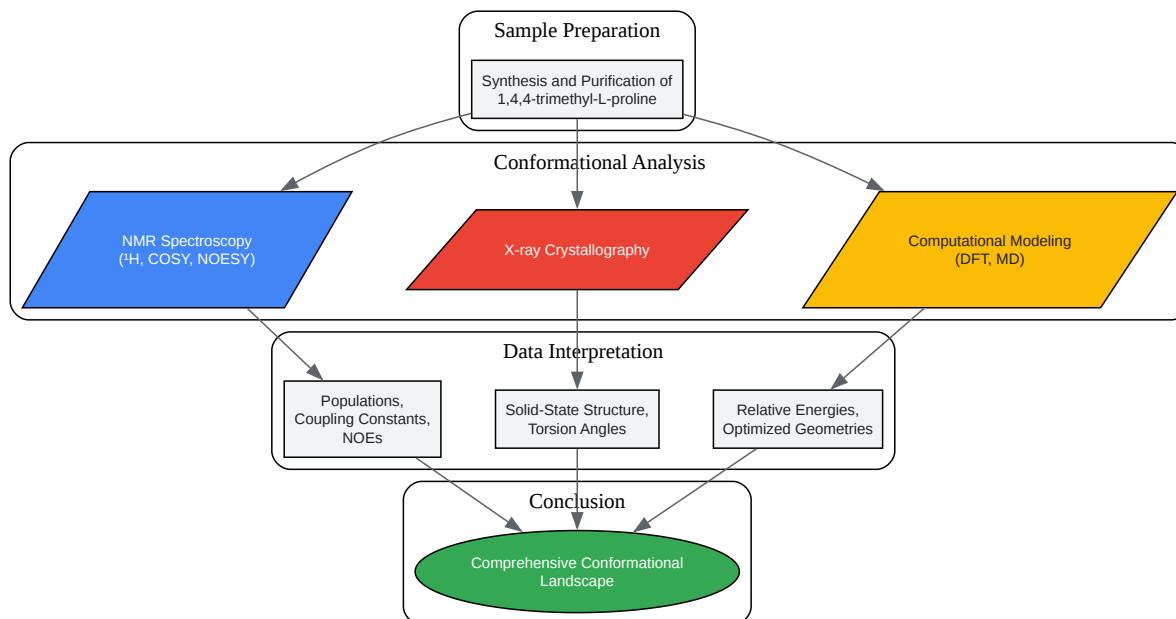 Sample Preparation
Synthesis and Purification of
1,4,4-trimethyl-L-proline
Conformational Analysis
NMR Spectroscopy
(¹H, COSY, NOESY)
X-ray Crystallography
Computational Modeling
(DFT, MD)
Data Interpretation
Populations,
Coupling Constants,
NOEs
Solid-State Structure,
Torsion Angles
Relative Energies,
Optimized Geometries
Conclusion
Comprehensive Conformational
Landscape